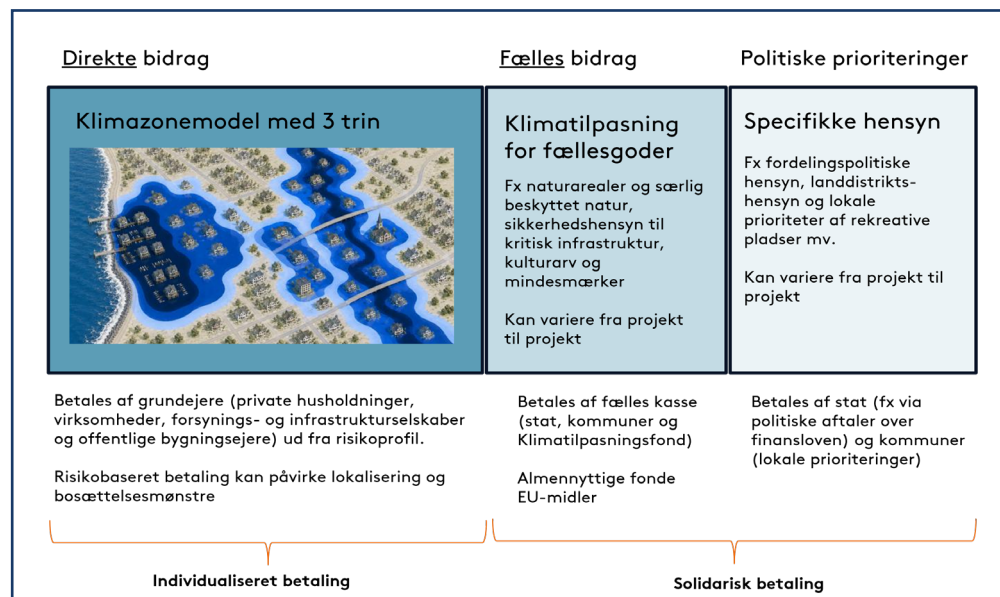 Direkte bidrag
Klimazonemodel med 3 trin
Betales af grundejere (private husholdninger,
virksomheder, forsynings- og infrastrukturselskaber
og offentlige bygningsejere) ud fra risikoprofil.
Risikobaseret betaling kan påvirke lokalisering og
bosættelsesmønstre
Individualiseret betaling
Fælles bidrag
Klimatilpasning
for fællesgoder
Fx naturarealer og særlig
beskyttet natur,
sikkerhedshensyn til
kritisk infrastruktur,
kulturarv og
mindesmærker
Kan variere fra projekt
til projekt
Betales af fælles kasse
(stat, kommuner og
Klimatilpasningsfond)
Almennyttige fonde
EU-midler
Politiske prioriteringer
Specifikke hensyn
Fx fordelingspolitiske
hensyn, landdistrikts-
hensyn og lokale
prioriteter af rekreative
pladser mv.
Kan variere fra projekt til
projekt
Betales af stat (fx via
politiske aftaler over
finansloven) og kommuner
(lokale prioriteringer)
Solidarisk betaling